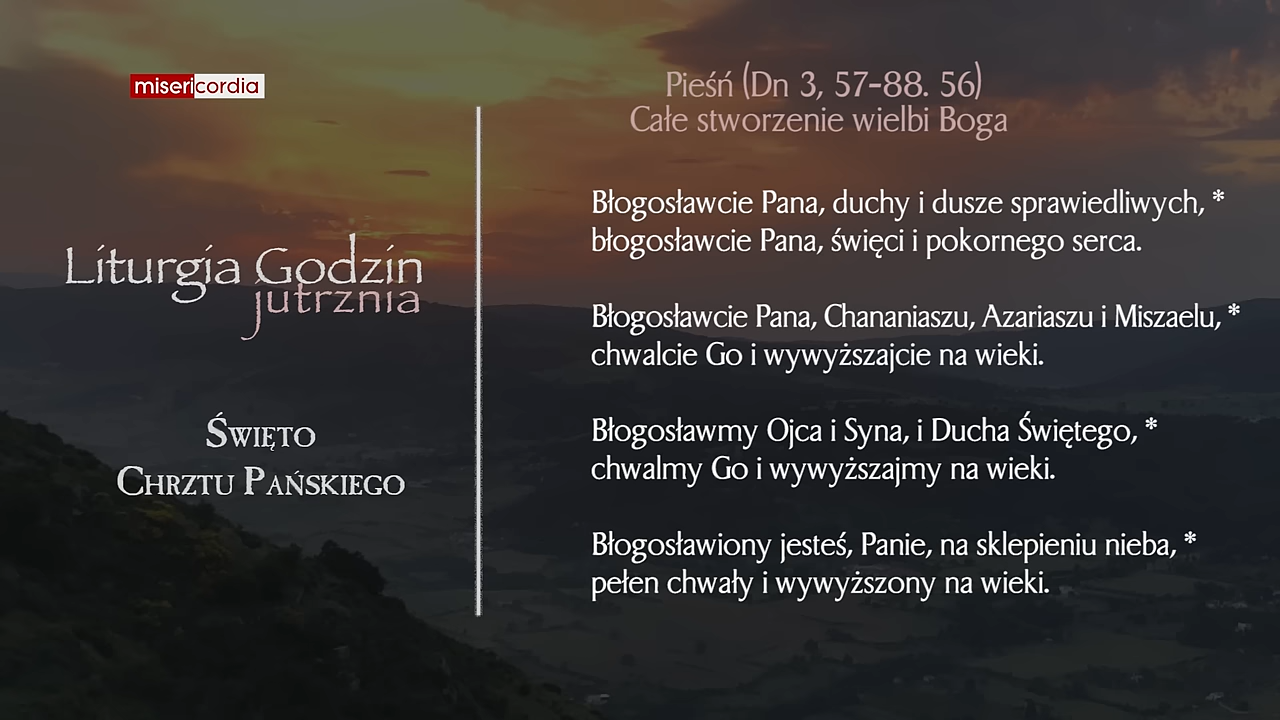 misericordia
Liturgia Godzin
jutrznia
Święto
Chrztu Pańskiego
Pieśń (Dn 3, 57-88. 56)
Całe stworzenie wielbi Boga
Błogosławcie Pana, duchy i dusze sprawiedliwych, *
błogosławcie Pana, święci i pokornego serca.
Błogosławcie Pana, Chananiaszu, Azariaszu i Miszaelu, *
chwalcie Go i wywyższajcie na wieki.
Błogosławmy Ojca i Syna, i Ducha Świętego, *
chwalmy Go i wywyższajmy na wieki.
Błogosławiony jesteś, Panie, na sklepieniu nieba, *
pełen chwały i wywyższony na wieki.